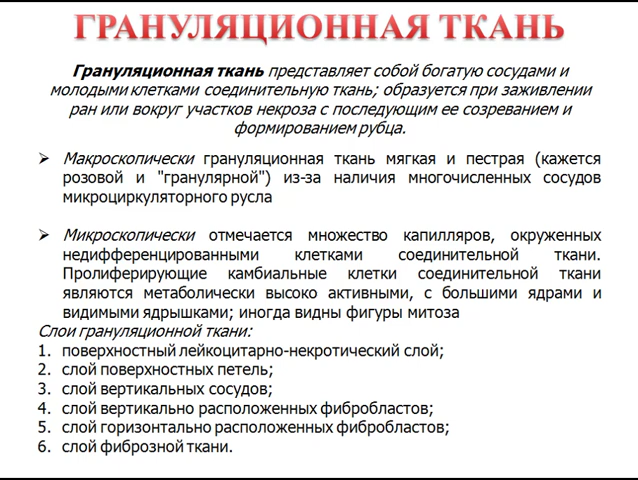 ГРАНУЛЯЦИОННАЯ ТКАНЬ
Грануляционная ткань представляет собой богатую сосудами и
молодыми клетками соединительную ткань; образуется при заживлении
ран или вокруг участков некроза с последующим ее созреванием и
формированием рубца.
➢ Макроскопически грануляционная ткань мягкая и пестрая (кажется
розовой и "гранулярной") из-за наличия многочисленных сосудов
микроциркуляторного русла
➢ Микроскопически отмечается множество капилляров, окруженных
недифференцированными клетками соединительной ткани.
Пролиферирующие камбиальные клетки соединительной ткани
являются метаболически высоко активными, с большими ядрами и
видимыми ядрышками; иногда видны фигуры митоза
Слои грануляционной ткани:
1. поверхностный лейкоцитарно-некротический слой;
2. слой поверхностных петель;
3. слой вертикальных сосудов;
4. слой вертикально расположенных фибробластов;
5. слой горизонтально расположенных фибробластов;
6. слой фиброзной ткани.